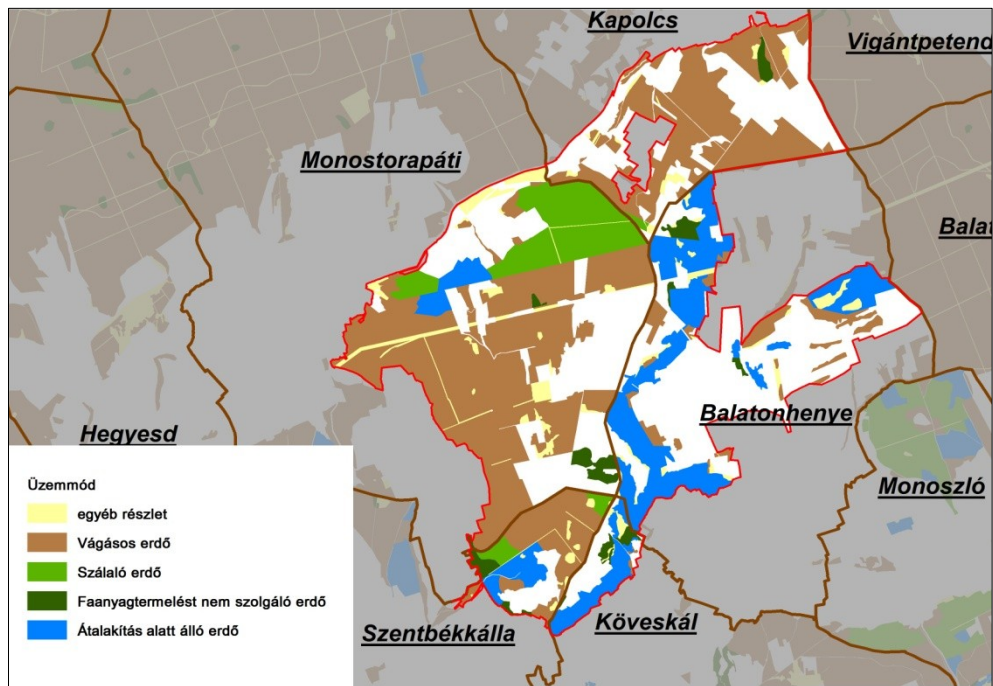 Kapolcs
Vigántpetend
Monostorapáti
Balat
Balatonhenye
Hegyesd
Monoszló
Üzemmód
egyéb részlet
Vágásos erdő
Szálaló erdő
Faanyagtermelést nem szolgáló erdő
Átalakítás alatt álló erdő
Szentbékkálla
Köveskál